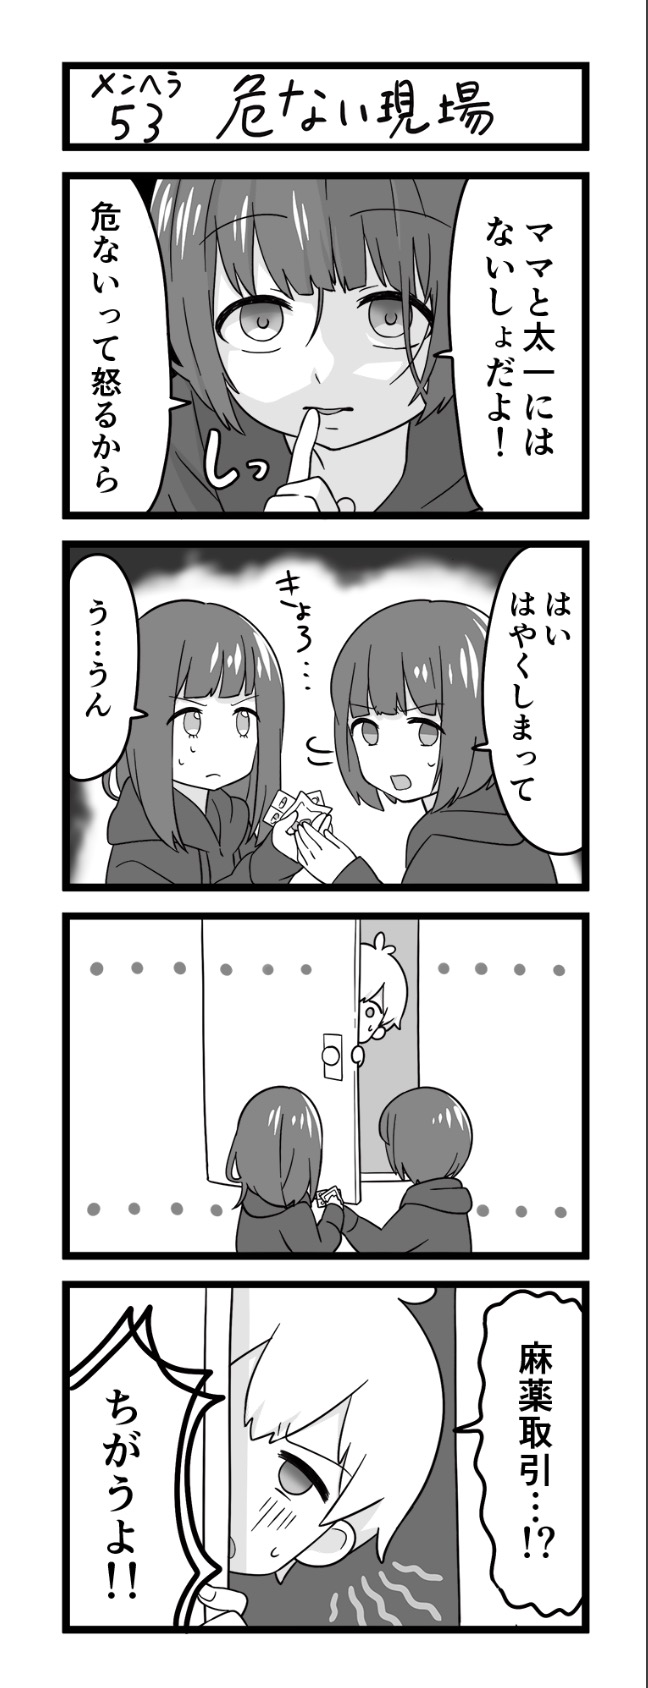 メンヘラ
53
危ない現場
ママと太一には
ないしょだよ！
危ないって怒るから
しっ
はい
はやくしまって
きょろ…
う…うん
麻薬取引…!?
ちがうよ!!